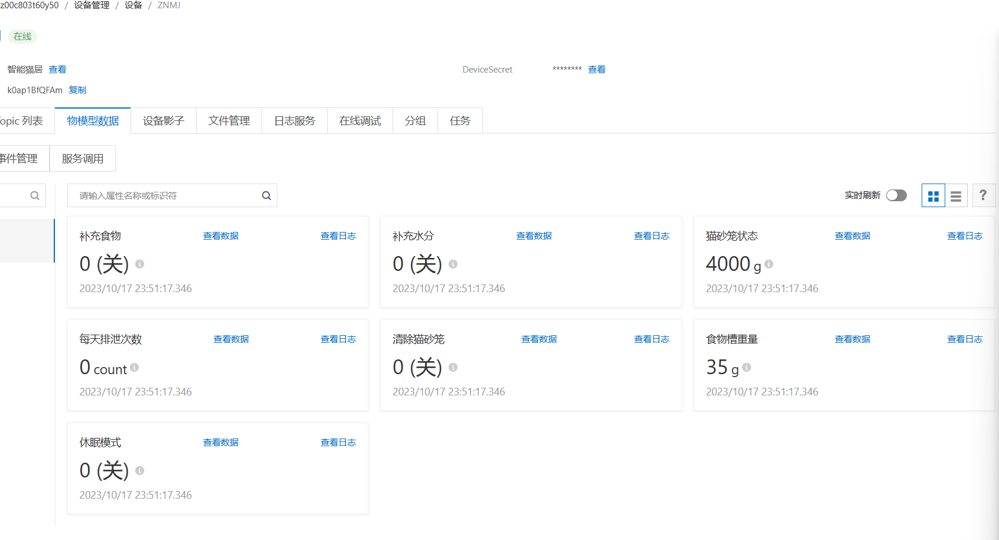 z00c803t60y50 / 设备管理 / 设备 / ZNMJ
在线
智能猫居 查看 DeviceSecret ******** 查看
k0ap1BfQFAm 复制
opic 列表 物模型数据 设备影子 文件管理 日志服务 在线调试 分组 任务
事件管理 服务调用
请输入属性名称或标识符 实时刷新 ?
补充食物 查看数据 查看日志 补充水分 查看数据 查看日志 猫砂笼状态 查看数据 查看日志
0 (关) 0 (关) 4000 g
2023/10/17 23:51:17.346 2023/10/17 23:51:17.346 2023/10/17 23:51:17.346
每天排泄次数 查看数据 查看日志 清除猫砂笼 查看数据 查看日志 食物槽重量 查看数据 查看日志
0 count 0 (关) 35 g
2023/10/17 23:51:17.346 2023/10/17 23:51:17.346 2023/10/17 23:51:17.346
休眠模式 查看数据 查看日志
0 (关)
2023/10/17 23:51:17.346